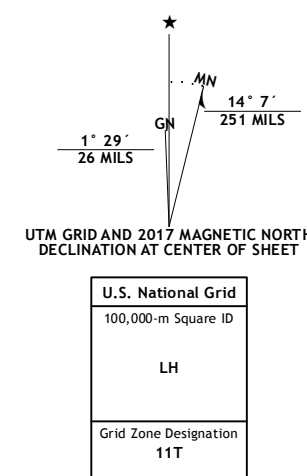 ★
MN
GN
1° 29´
26 MILS
14° 7´
251 MILS
UTM GRID AND 2017 MAGNETIC NORTH
DECLINATION AT CENTER OF SHEET
U.S. National Grid
100,000-m Square ID
LH
Grid Zone Designation
11T